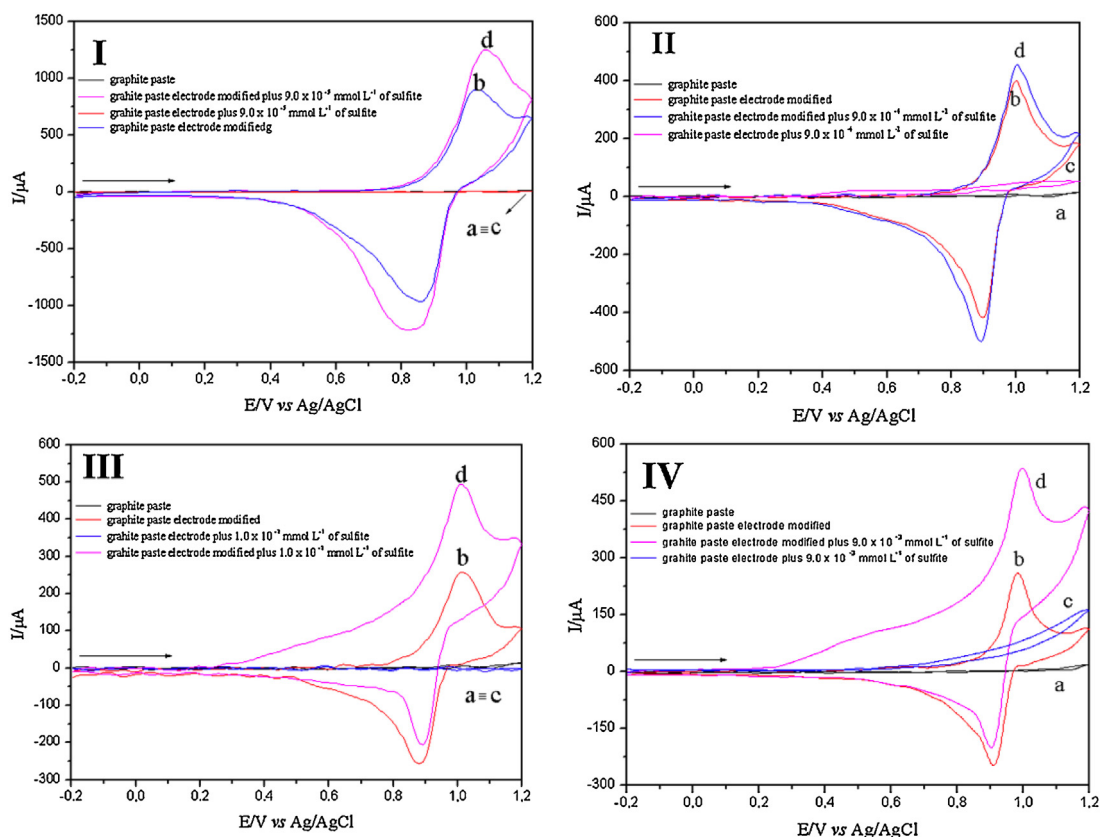 1500
I
d
1000
b
graphite paste
grahite paste electrode modified plus 9.0 x 10⁻⁵ mmol L⁻¹ of sulfite
grahite paste electrode plus 9.0 x 10⁻⁵ mmol L⁻¹ of sulfite
graphite paste electrode modifiedg
500
0
I/µA
a ≡ c
-500
-1000
-1500
-0,2 0,0 0,2 0,4 0,6 0,8 1,0 1,2
E/V vs Ag/AgCl
600
II
d
400
b
graphite paste
graphite paste electrode modified
grahite paste electrode modified plus 9.0 x 10⁻⁴ mmol L⁻¹ of sulfite
grahite paste electrode plus 9.0 x 10⁻⁴ mmol L⁻¹ of sulfite
200
c
0
a
I/µA
-200
-400
-600
-0,2 0,0 0,2 0,4 0,6 0,8 1,0 1,2
E/V vs Ag/AgCl
600
III
500
d
graphite paste
graphite paste electrode modified
grahite paste electrode plus 1.0 x 10⁻³ mmol L⁻¹ of sulfite
grahite paste electrode modified plus 1.0 x 10⁻³ mmol L⁻¹ of sulfite
400
300
b
200
100
I/µA
0
a ≡ c
-100
-200
-300
-0,2 0,0 0,2 0,4 0,6 0,8 1,0 1,2
E/V vs Ag/AgCl
600
IV
d
graphite paste
graphite paste electrode modified
grahite paste electrode modified plus 9.0 x 10⁻³ mmol L⁻¹ of sulfite
grahite paste electrode plus 9.0 x 10⁻³ mmol L⁻¹ of sulfite
450
300
b
150
c
I/µA
0
a
-150
-300
-0,2 0,0 0,2 0,4 0,6 0,8 1,0 1,2
E/V vs Ag/AgCl